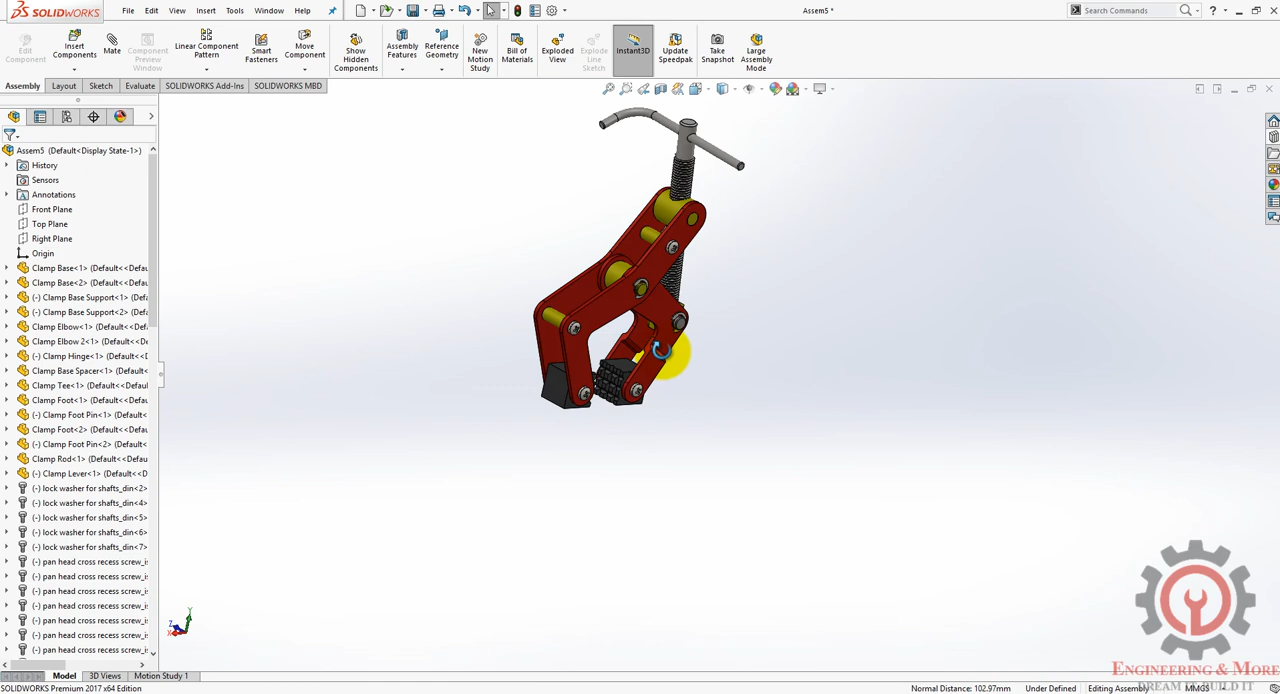 SOLIDWORKS
File Edit View Insert Tools Window Help
Assem5 *
Search Commands
Edit Component
Insert Components
Mate
Component Preview Window
Linear Component Pattern
Smart Fasteners
Move Component
Show Hidden Components
Assembly Features
Reference Geometry
New Motion Study
Bill of Materials
Exploded View
Explode Line Sketch
Instant3D
Update Speedpak
Take Snapshot
Large Assembly Mode
Assembly Layout Sketch Evaluate SOLIDWORKS Add-Ins SOLIDWORKS MBD
Assem5 (Default<Display State-1>)
History
Sensors
Annotations
Front Plane
Top Plane
Right Plane
Origin
Clamp Base<1> (Default<<Defau
Clamp Base<2> (Default<<Defau
(-) Clamp Base Support<1> (Defa
(-) Clamp Base Support<2> (Defa
Clamp Elbow<1> (Default<<Defau
Clamp Elbow 2<1> (Default<<Def
(-) Clamp Hinge<1> (Default<<De
Clamp Base Spacer<1> (Default<
Clamp Tee<1> (Default<<Default
Clamp Foot<1> (Default<<Defaul
(-) Clamp Foot Pin<1> (Default<
Clamp Foot<2> (Default<<Defaul
(-) Clamp Foot Pin<2> (Default<
Clamp Rod<1> (Default<<Default
(-) Clamp Lever<1> (Default<<D
(-) lock washer for shafts_din<2>
(-) lock washer for shafts_din<4>
(-) lock washer for shafts_din<5>
(-) lock washer for shafts_din<6>
(-) lock washer for shafts_din<7>
(-) pan head cross recess screw_is
(-) pan head cross recess screw_is
(-) pan head cross recess screw_is
(-) pan head cross recess screw_is
(-) pan head cross recess screw_is
(-) pan head cross recess screw_is
(-) pan head cross recess screw_is
Y
Z
X
Model 3D Views Motion Study 1
ENGINEERING & MORE
DREAM IT, BUILD IT
SOLIDWORKS Premium 2017 x64 Edition
Normal Distance: 102.97mm Under Defined Editing Assembly MMGS